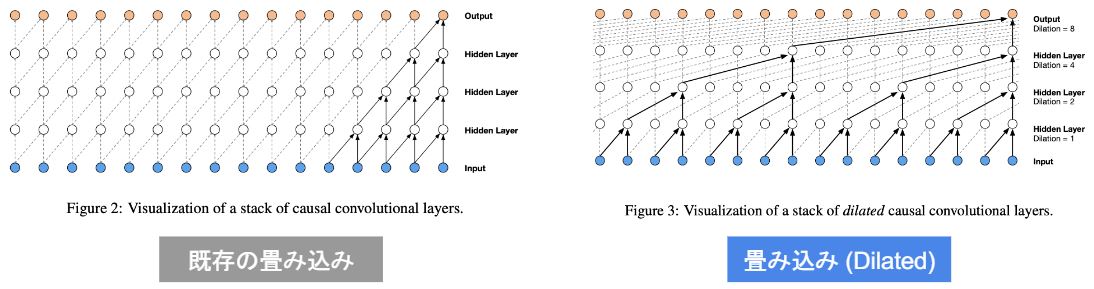 Output
Hidden Layer
Hidden Layer
Hidden Layer
Input
Figure 2: Visualization of a stack of causal convolutional layers.
既存の畳み込み
Output
Dilation = 8
Hidden Layer
Dilation = 4
Hidden Layer
Dilation = 2
Hidden Layer
Dilation = 1
Input
Figure 3: Visualization of a stack of dilated causal convolutional layers.
畳み込み (Dilated)